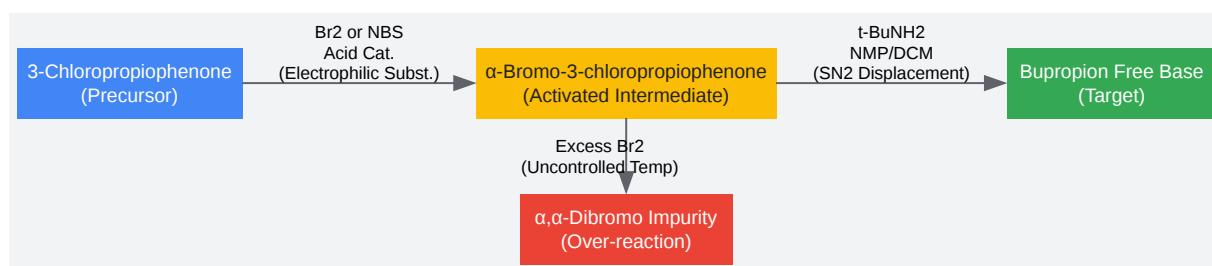 3-Chloropropiophenone
(Precursor)
Br2 or NBS
Acid Cat.
(Electrophilic Subst.)
α-Bromo-3-chloropropiophenone
(Activated Intermediate)
t-BuNH2
NMP/DCM
(SN2 Displacement)
Bupropion Free Base
(Target)
Excess Br2
(Uncontrolled Temp)
α,α-Dibromo Impurity
(Over-reaction)